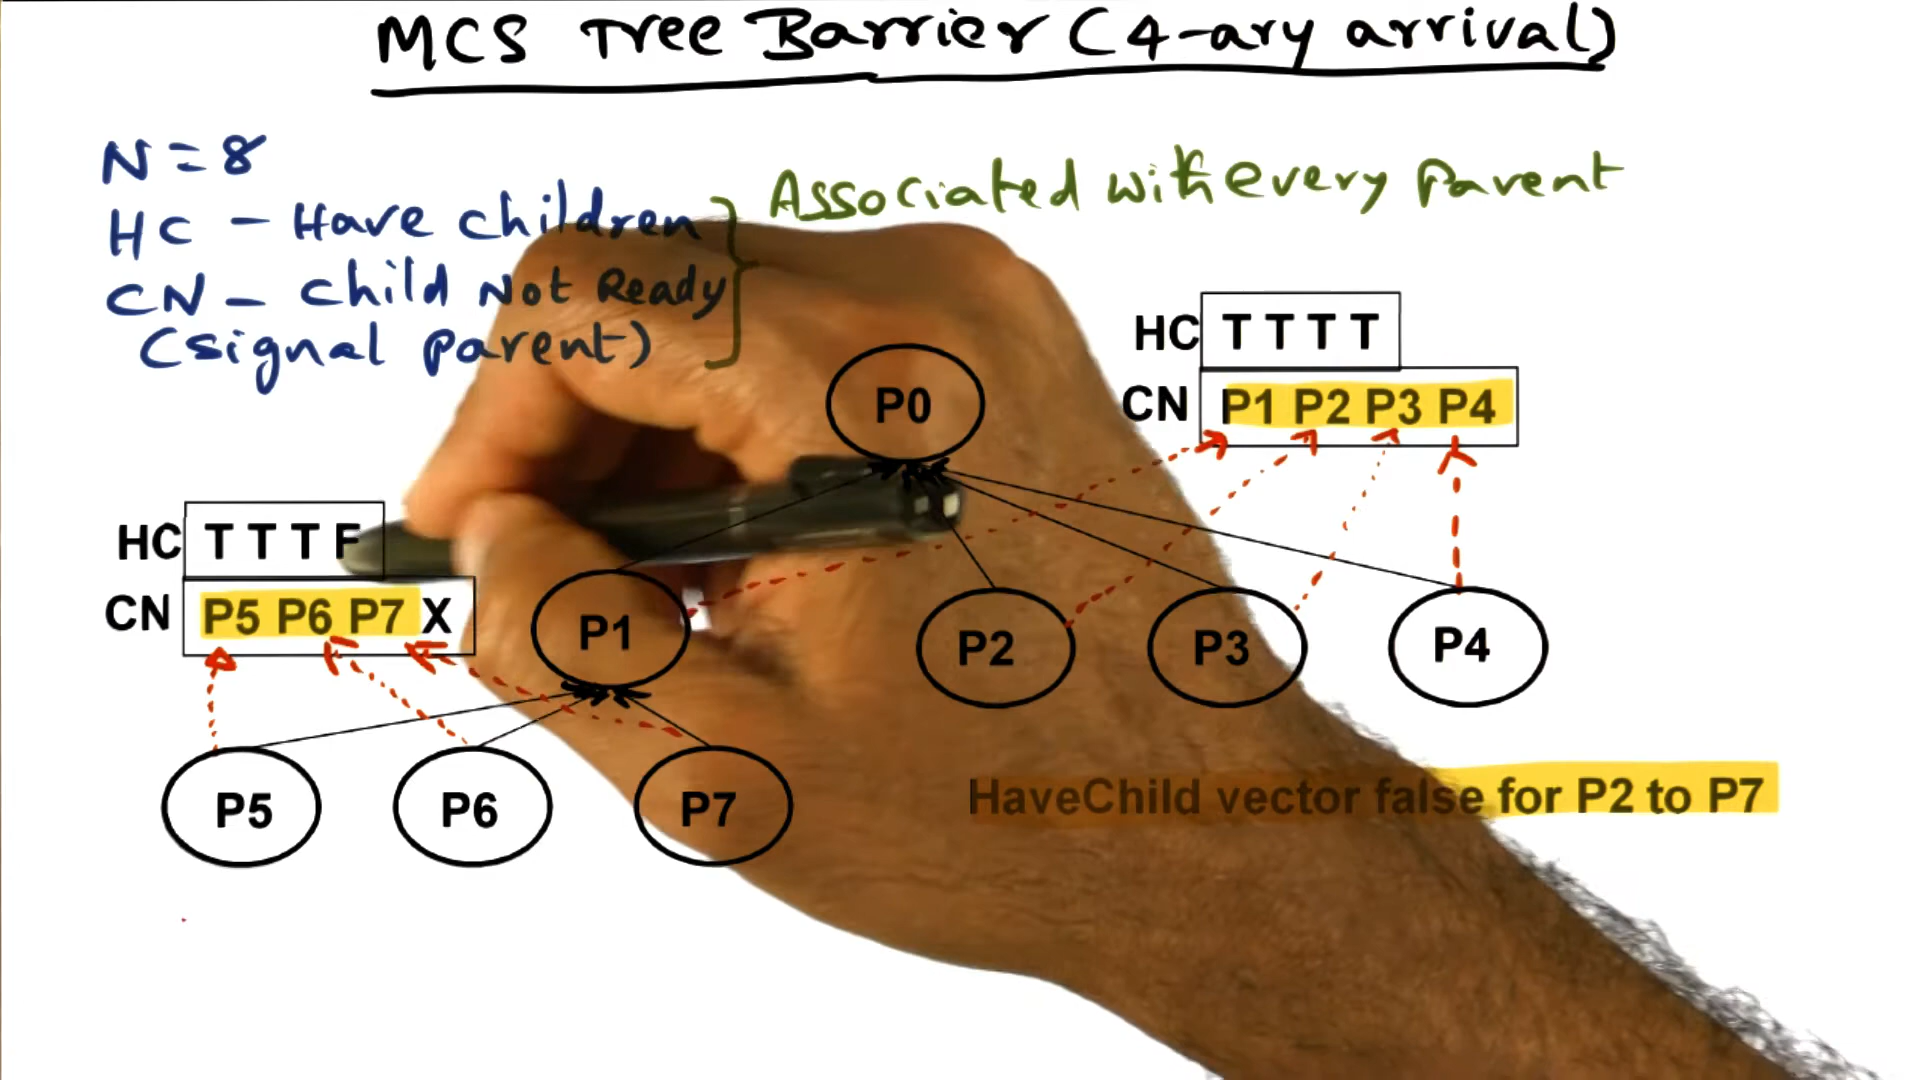 MCS Tree Barrier (4-ary arrival)
N = 8
HC - Have children
CN - Child Not Ready
(signal parent)
Associated with every parent
HC T T T T
CN P1 P2 P3 P4
P0
HC T T T F
CN P5 P6 P7 X
P1
P2
P3
P4
P5
P6
P7
HaveChild vector false for P2 to P7